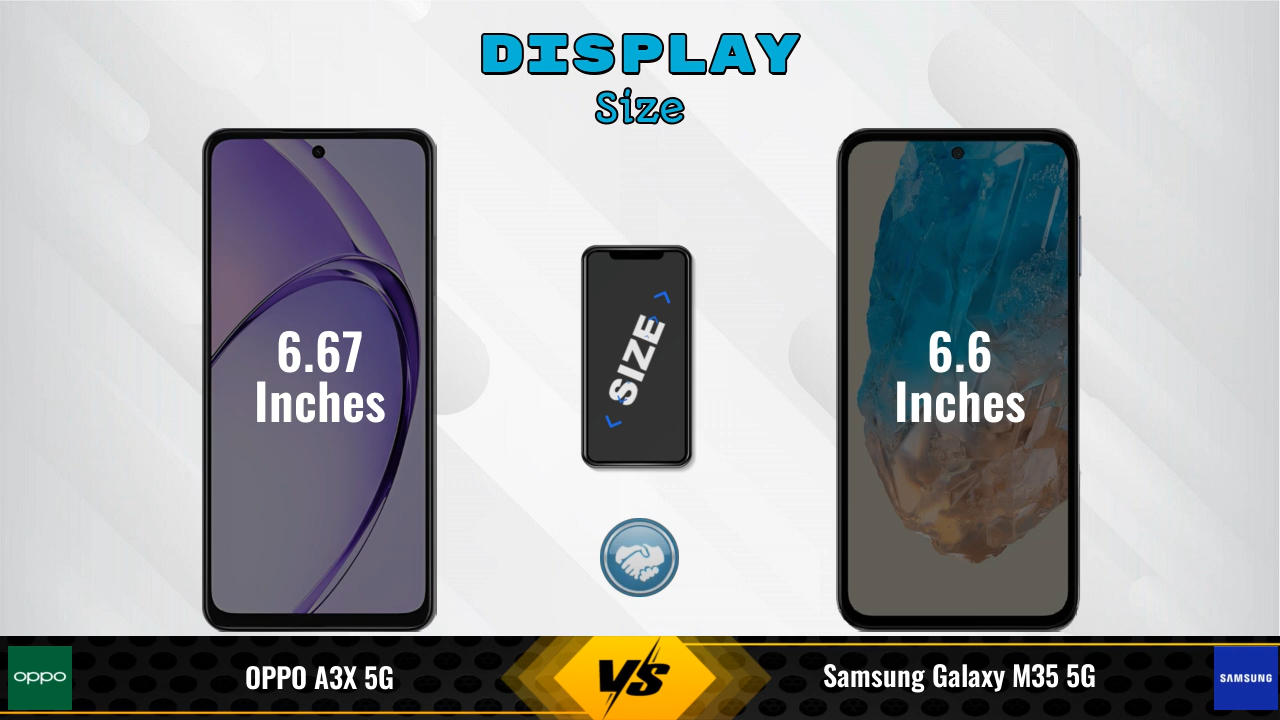 DISPLAY
Size
6.67
Inches
SIZE
6.6
Inches
oppo
OPPO A3X 5G
VS
Samsung Galaxy M35 5G
SAMSUNG